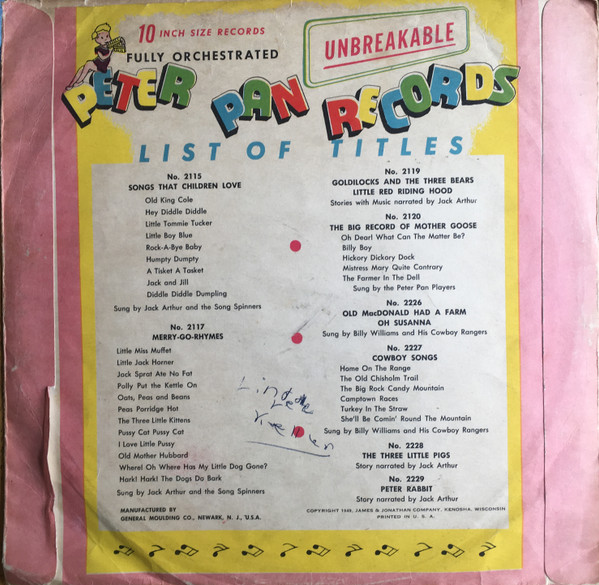 10 INCH SIZE RECORDS
FULLY ORCHESTRATED
UNBREAKABLE
PETER PAN RECORDS
LIST OF TITLES
No. 2115
SONGS THAT CHILDREN LOVE
Old King Cole
Hey Diddle Diddle
Little Tommie Tucker
Little Boy Blue
Rock-A-Bye Baby
Humpty Dumpty
A Tisket A Tasket
Jack and Jill
Diddle Diddle Dumpling
Sung by Jack Arthur and the Song Spinners
No. 2117
MERRY-GO-RHYMES
Little Miss Muffet
Little Jack Horner
Jack Sprat Ate No Fat
Polly Put the Kettle On
Oats, Peas and Beans
Peas Porridge Hot
The Three Little Kittens
Pussy Cat Pussy Cat
I Love Little Pussy
Old Mother Hubbard
Where! Oh Where Has My Little Dog Gone?
Hark! Hark! The Dogs Do Bark
Sung by Jack Arthur and the Song Spinners
MANUFACTURED BY
GENERAL MOULDING CO., NEWARK, N. J., U.S.A.
No. 2119
GOLDILOCKS AND THE THREE BEARS
LITTLE RED RIDING HOOD
Stories with Music narrated by Jack Arthur
No. 2120
THE BIG RECORD OF MOTHER GOOSE
Oh Dear! What Can The Matter Be?
Billy Boy
Hickory Dickory Dock
Mistress Mary Quite Contrary
The Farmer In The Dell
Sung by the Peter Pan Players
No. 2226
OLD MacDONALD HAD A FARM
OH SUSANNA
Sung by Billy Williams and His Cowboy Rangers
No. 2227
COWBOY SONGS
Home On The Range
The Old Chisholm Trail
The Big Rock Candy Mountain
Camptown Races
Turkey In The Straw
She'll Be Comin' Round The Mountain
Sung by Billy Williams and His Cowboy Rangers
No. 2228
THE THREE LITTLE PIGS
Story narrated by Jack Arthur
No. 2229
PETER RABBIT
Story narrated by Jack Arthur
COPYRIGHT 1949, JAMES & JONATHAN COMPANY, KENOSHA, WISCONSIN
PRINTED IN U. S. A.